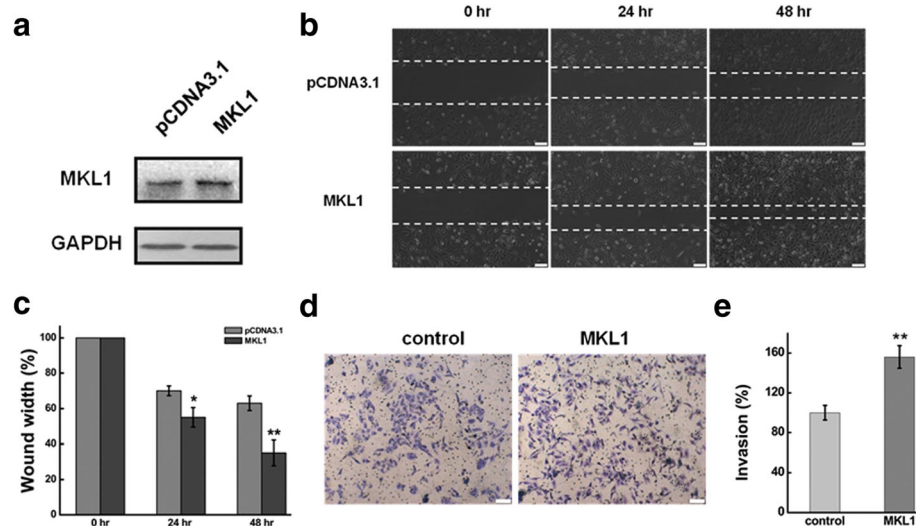 a
pCDNA3.1
MKL1
MKL1
GAPDH
b
0 hr
24 hr
48 hr
pCDNA3.1
MKL1
c
pCDNA3.1
MKL1
Wound width (%)
100
80
60
40
20
0
*
**
0 hr
24 hr
48 hr
d
control
MKL1
e
Invasion (%)
160
120
80
40
0
**
control
MKL1